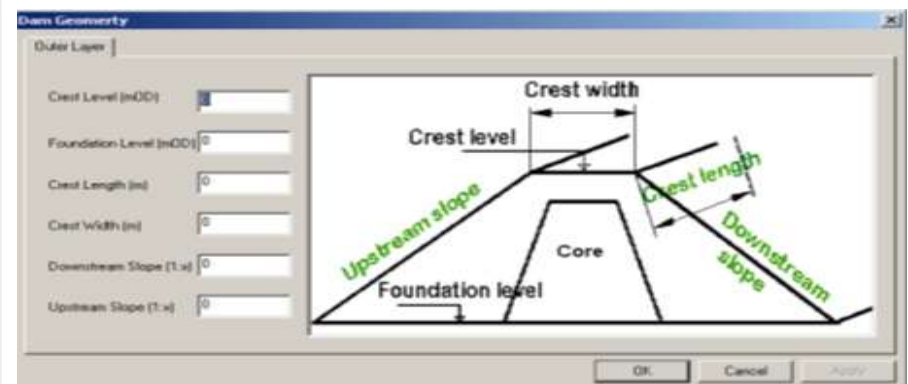 Dam Geomerty
Outer Layer
Crest Level (mOD)
0
Foundation Level (mOD)
0
Crest Length (m)
0
Crest Width (m)
0
Downstream Slope (1:x)
0
Upstream Slope (1:x)
0
Crest width
Crest level
Crest length
Upstream slope
Downstream
slope
Core
Foundation level
OK
Cancel
Apply